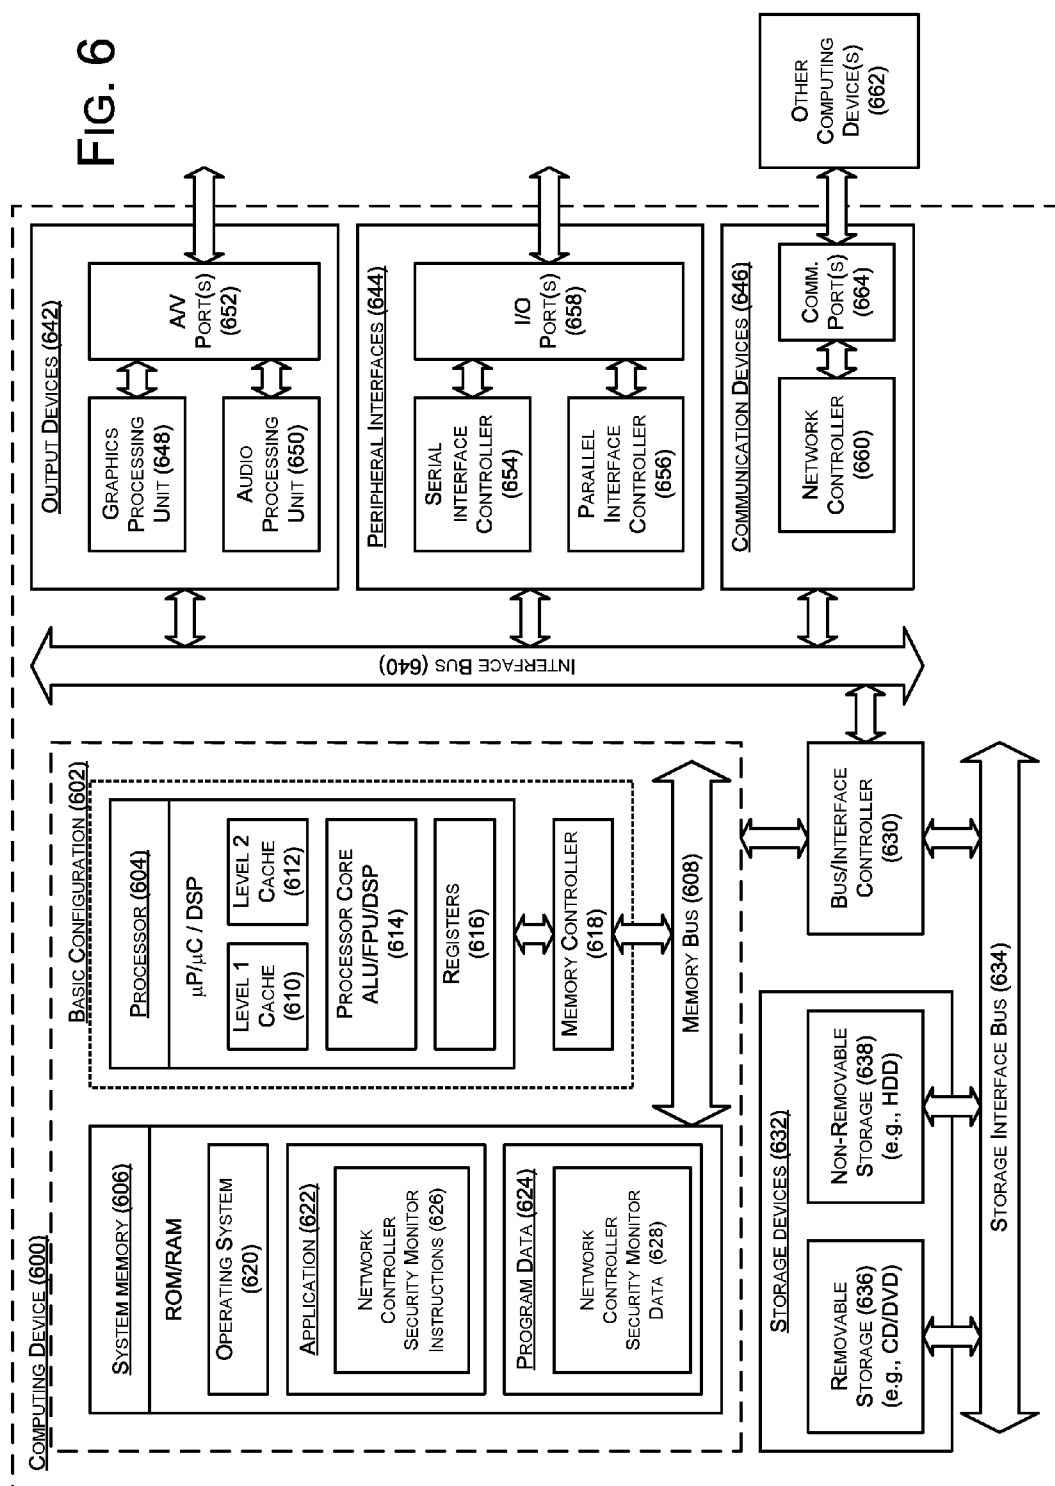 FIG. 6
COMPUTING DEVICE (600)
BASIC CONFIGURATION (602)
SYSTEM MEMORY (606)
ROM/RAM
OPERATING SYSTEM
(620)
APPLICATION (622)
NETWORK
CONTROLLER
SECURITY MONITOR
INSTRUCTIONS (626)
PROGRAM DATA (624)
NETWORK
CONTROLLER
SECURITY MONITOR
DATA (628)
PROCESSOR (604)
µP/µC / DSP
LEVEL 1
CACHE
(610)
LEVEL 2
CACHE
(612)
PROCESSOR CORE
ALU/FPU/DSP
(614)
REGISTERS
(616)
MEMORY CONTROLLER
(618)
MEMORY BUS (608)
BUS/INTERFACE
CONTROLLER
(630)
STORAGE DEVICES (632)
REMOVABLE
STORAGE (636)
(e.g., CD/DVD)
NON-REMOVABLE
STORAGE (638)
(e.g., HDD)
STORAGE INTERFACE BUS (634)
INTERFACE BUS (640)
OUTPUT DEVICES (642)
GRAPHICS
PROCESSING
UNIT (648)
AUDIO
PROCESSING
UNIT (650)
A/V
PORT(S)
(652)
PERIPHERAL INTERFACES (644)
SERIAL
INTERFACE
CONTROLLER
(654)
PARALLEL
INTERFACE
CONTROLLER
(656)
I/O
PORT(S)
(658)
COMMUNICATION DEVICES (646)
NETWORK
CONTROLLER
(660)
COMM.
PORT(S)
(664)
OTHER
COMPUTING
DEVICE(S)
(662)